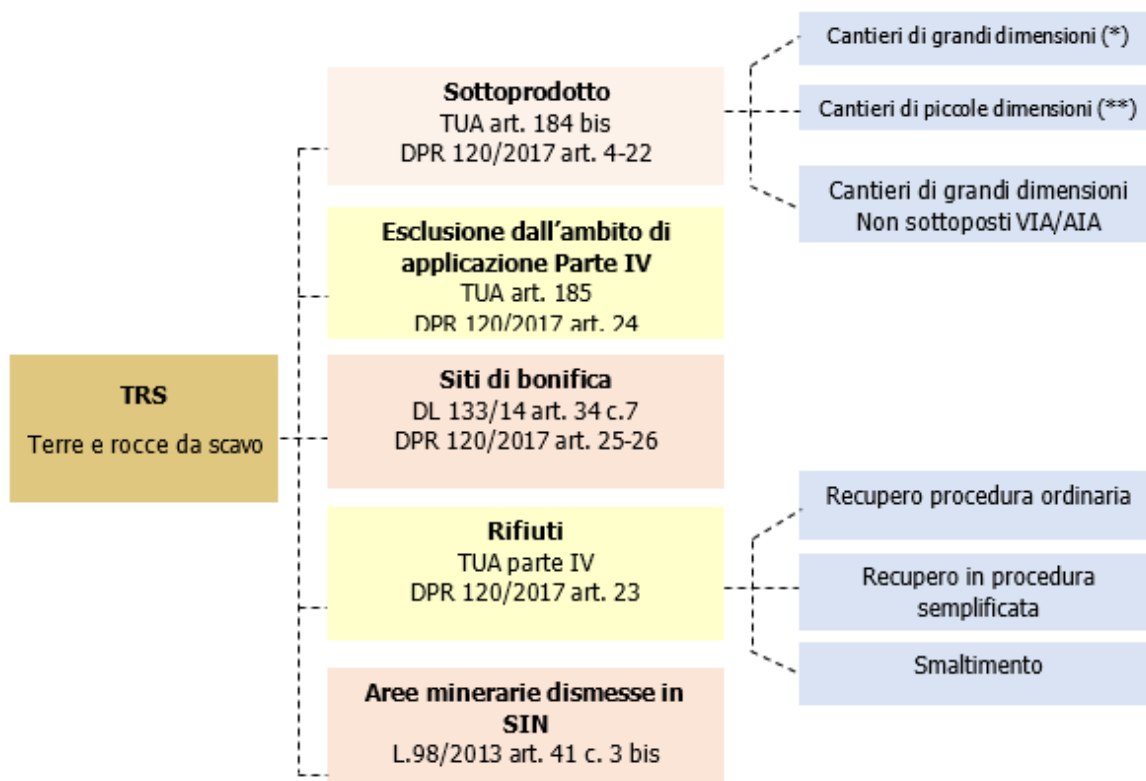 TRS
Terre e rocce da scavo
Sottoprodotto
TUA art. 184 bis
DPR 120/2017 art. 4-22
Cantieri di grandi dimensioni (*)
Cantieri di piccole dimensioni (**)
Cantieri di grandi dimensioni
Non sottoposti VIA/AIA
Esclusione dall'ambito di
applicazione Parte IV
TUA art. 185
DPR 120/2017 art. 24
Siti di bonifica
DL 133/14 art. 34 c.7
DPR 120/2017 art. 25-26
Rifiuti
TUA parte IV
DPR 120/2017 art. 23
Recupero procedura ordinaria
Recupero in procedura
semplificata
Smaltimento
Aree minerarie dismesse in
SIN
L.98/2013 art. 41 c. 3 bis